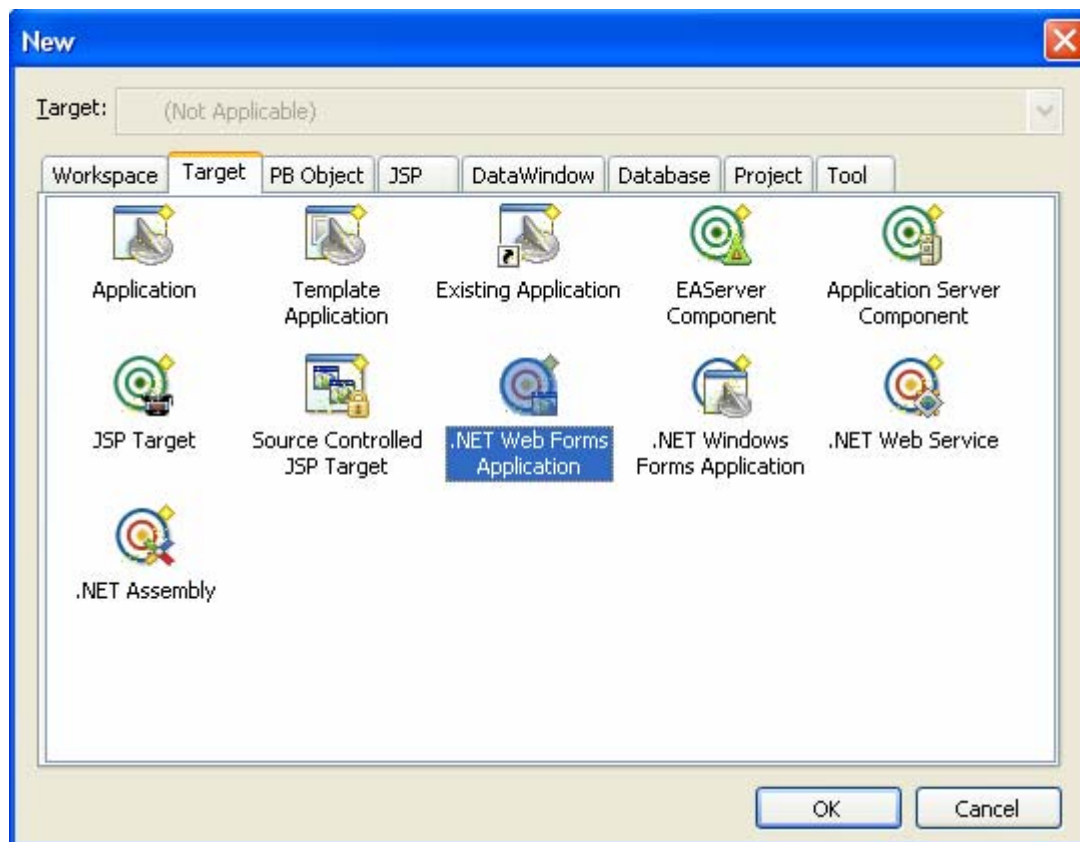 New
Target: (Not Applicable)
Workspace Target PB Object JSP DataWindow Database Project Tool
Application
Template
Application
Existing Application
EAServer
Component
Application Server
Component
JSP Target
Source Controlled
JSP Target
.NET Web Forms
Application
.NET Windows
Forms Application
.NET Web Service
.NET Assembly
OK Cancel